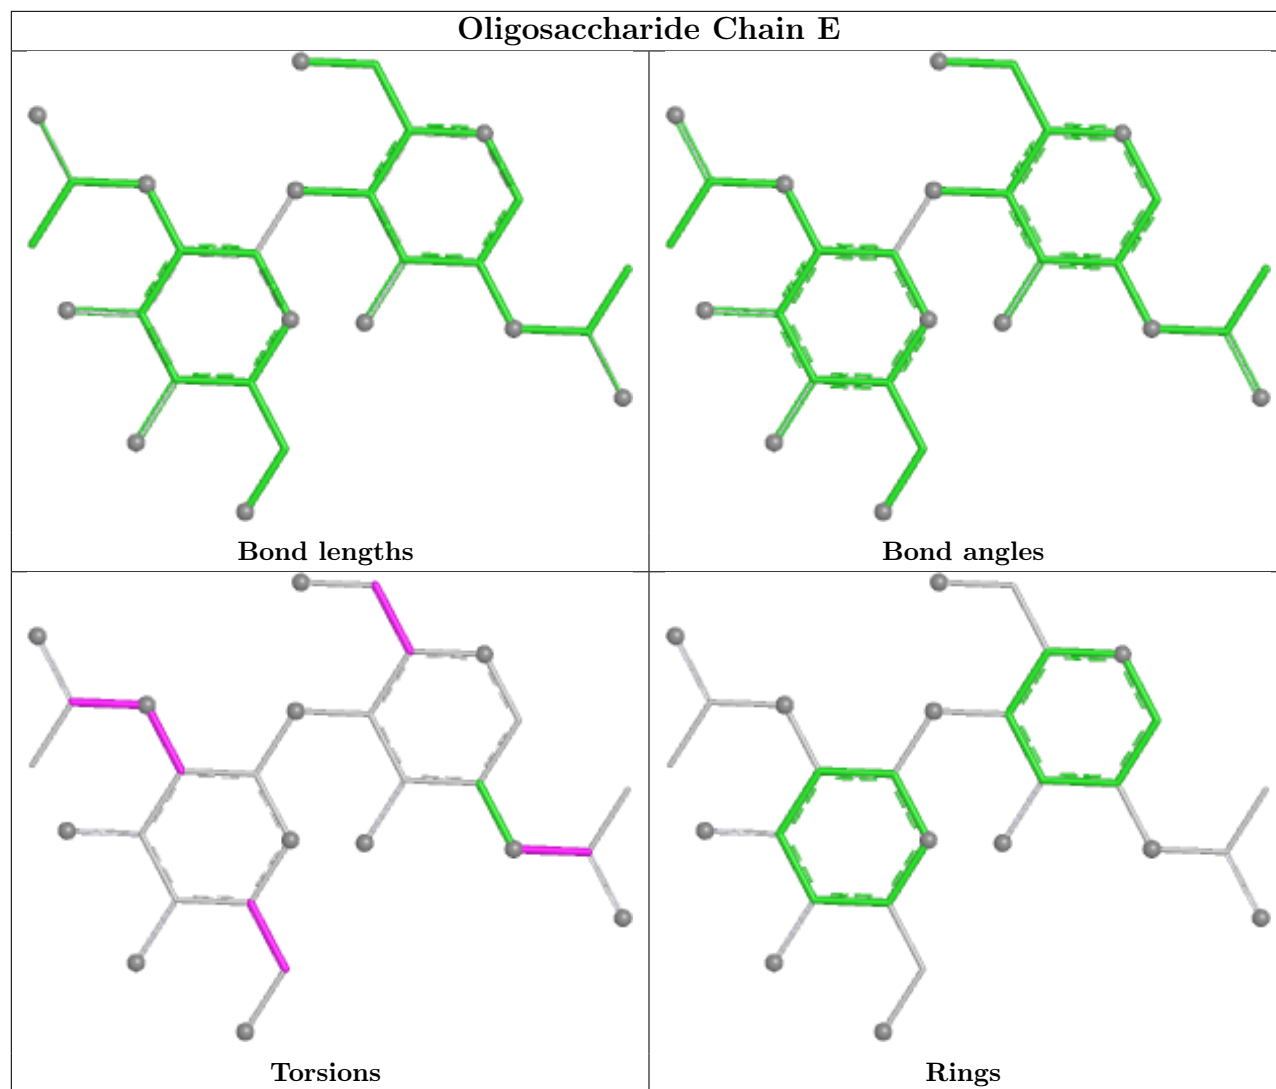 Oligosaccharide Chain E
Bond lengths
Bond angles
Torsions
Rings